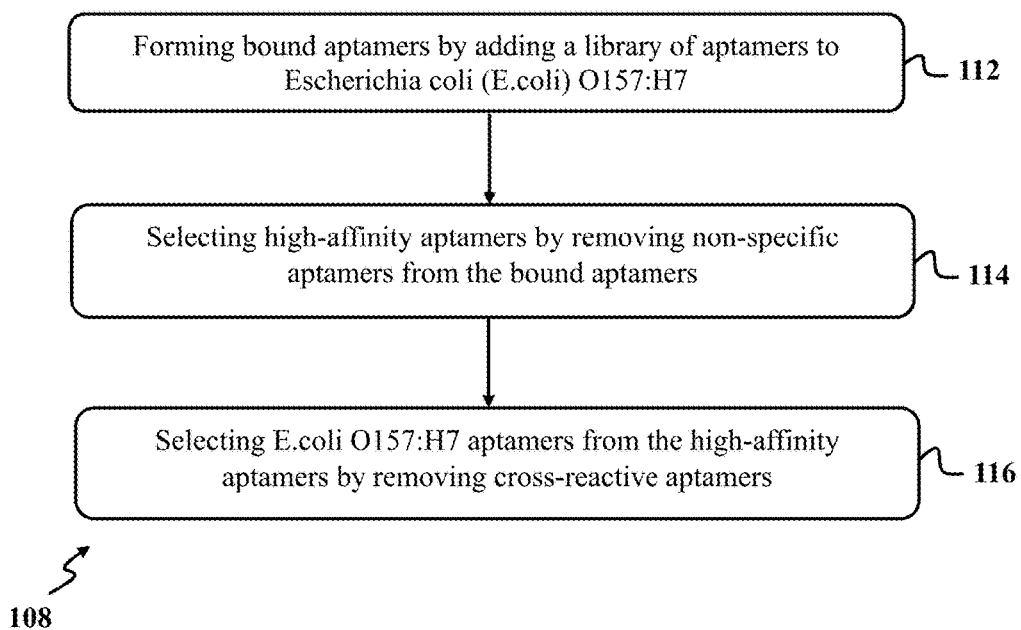 Forming bound aptamers by adding a library of aptamers to
Escherichia coli (E.coli) O157:H7
112
Selecting high-affinity aptamers by removing non-specific
aptamers from the bound aptamers
114
Selecting E.coli O157:H7 aptamers from the high-affinity
aptamers by removing cross-reactive aptamers
116
108